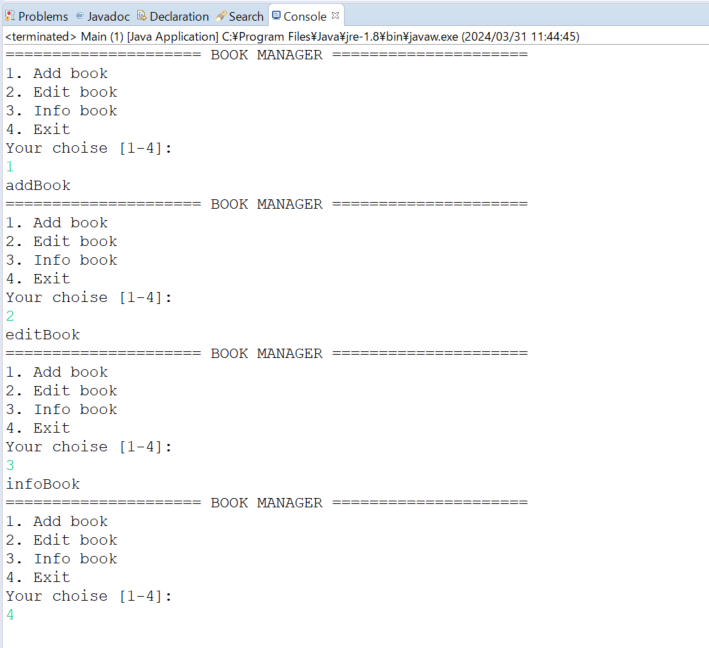 Problems @ Javadoc Declaration Search Console
<terminated> Main (1) [Java Application] C:¥Program Files¥Java¥jre-1.8¥bin¥javaw.exe (2024/03/31 11:44:45)
===================== BOOK MANAGER =====================
1. Add book
2. Edit book
3. Info book
4. Exit
Your choise [1-4]:
1
addBook
===================== BOOK MANAGER =====================
1. Add book
2. Edit book
3. Info book
4. Exit
Your choise [1-4]:
2
editBook
===================== BOOK MANAGER =====================
1. Add book
2. Edit book
3. Info book
4. Exit
Your choise [1-4]:
3
infoBook
===================== BOOK MANAGER =====================
1. Add book
2. Edit book
3. Info book
4. Exit
Your choise [1-4]:
4